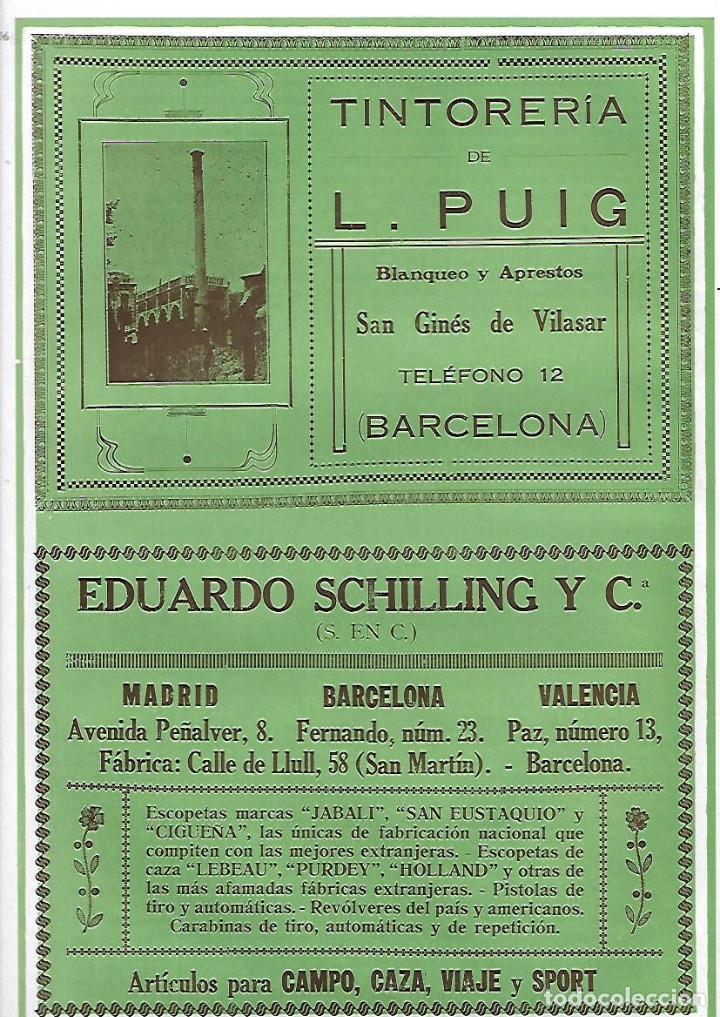 TINTORERÍA
DE
L. PUIG
Blanqueo y Aprestos
San Ginés de Vilasar
TELÉFONO 12
(BARCELONA)
EDUARDO SCHILLING Y C.ª
(S. EN C.)
MADRID BARCELONA VALENCIA
Avenida Peñalver, 8. Fernando, núm. 23. Paz, número 13,
Fábrica: Calle de Llull, 58 (San Martín). - Barcelona.
Escopetas marcas "JABALI", "SAN EUSTAQUIO" y
"CIGUEÑA", las únicas de fabricación nacional que
compiten con las mejores extranjeras. - Escopetas de
caza "LEBEAU", "PURDEY", "HOLLAND" y otras de
las más afamadas fábricas extranjeras. - Pistolas de
tiro y automáticas. - Revólveres del país y americanos.
Carabinas de tiro, automáticas y de repetición.
Artículos para CAMPO, CAZA, VIAJE y SPORT
todocoleccion